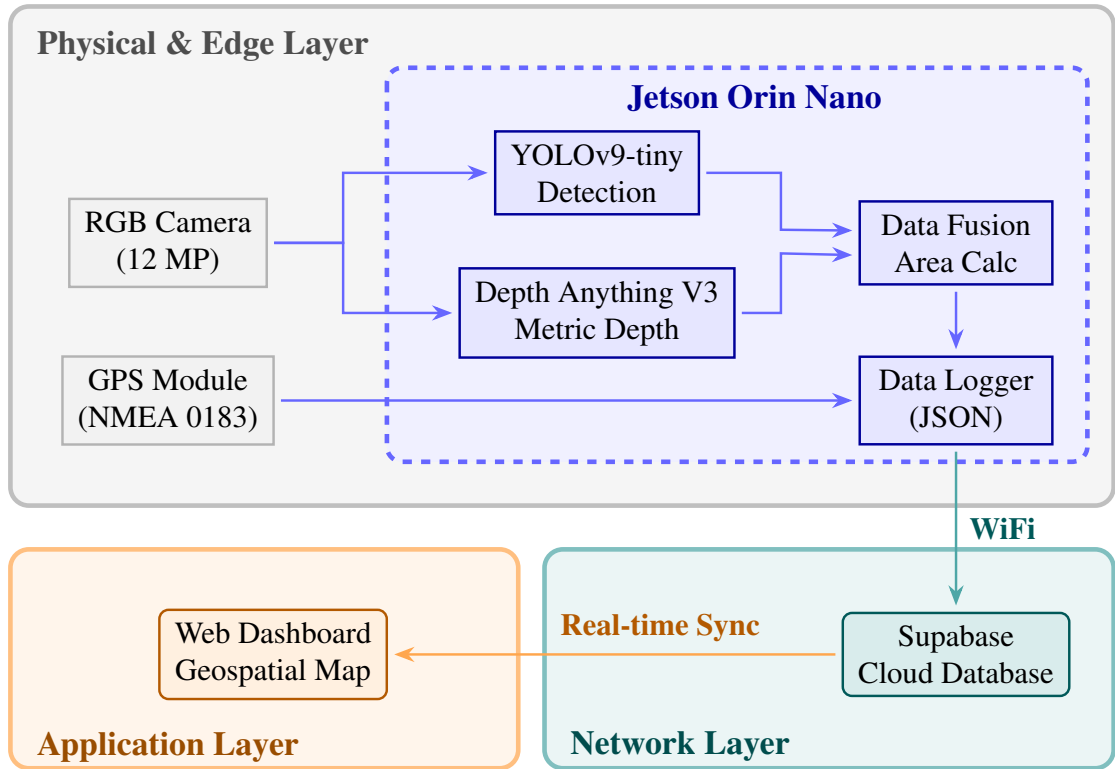 Physical & Edge Layer
Jetson Orin Nano
YOLOv9-tiny
Detection
RGB Camera
(12 MP)
Data Fusion
Area Calc
Depth Anything V3
Metric Depth
GPS Module
(NMEA 0183)
Data Logger
(JSON)
WiFi
Web Dashboard
Geospatial Map
Real-time Sync
Supabase
Cloud Database
Application Layer
Network Layer